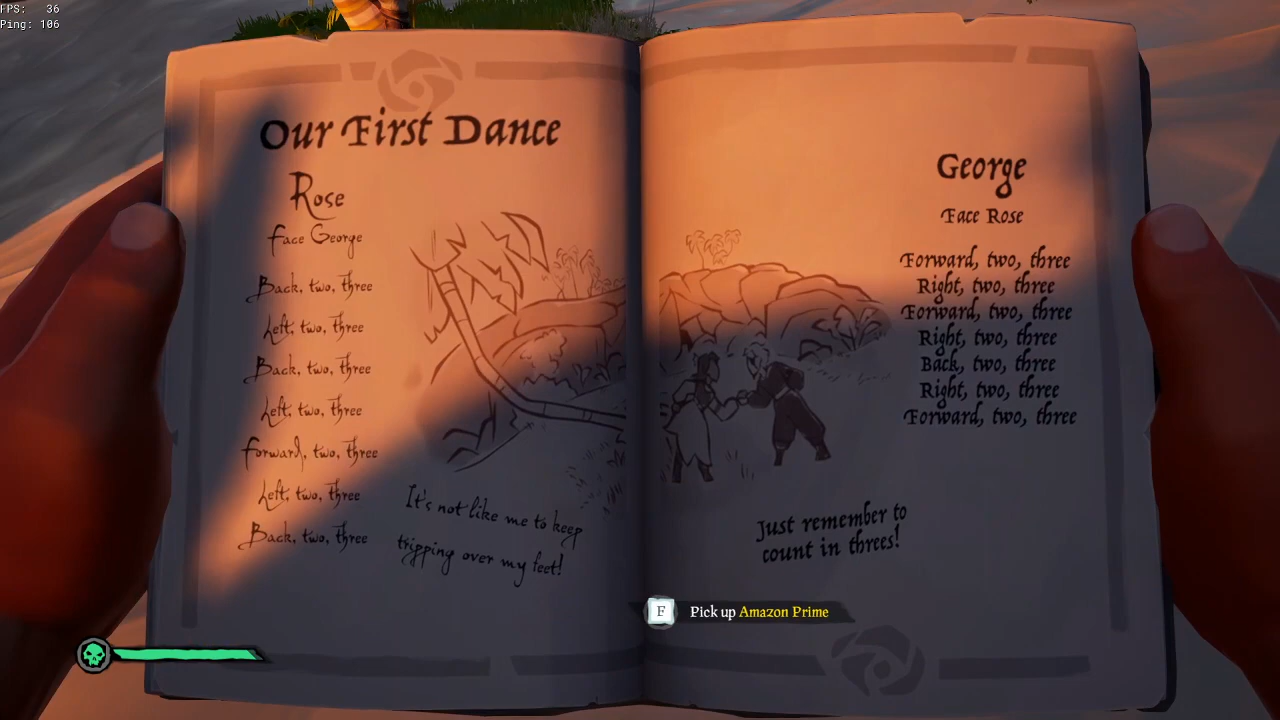 FPS: 36
Ping: 106
Our First Dance
Rose
Face George
Back, two, three
Left, two, three
Back, two, three
Left, two, three
Forward, two, three
Left, two, three
Back, two, three
It's not like me to keep
tripping over my feet!
George
Face Rose
Forward, two, three
Right, two, three
Forward, two, three
Right, two, three
Back, two, three
Right, two, three
Forward, two, three
Just remember to
count in threes!
F Pick up Amazon Prime